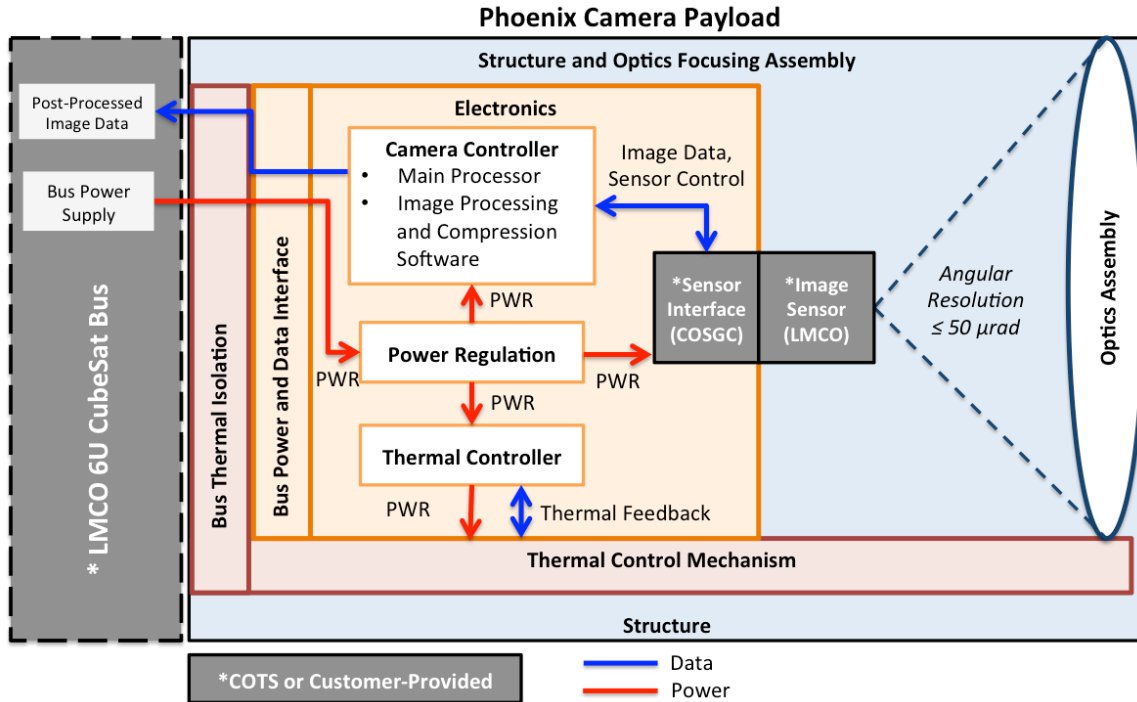 Phoenix Camera Payload
Structure and Optics Focusing Assembly
Post-Processed
Image Data
Bus Power
Supply
* LMCO 6U CubeSat Bus
Bus Thermal Isolation
Bus Power and Data Interface
Electronics
Camera Controller
• Main Processor
• Image Processing
and Compression
Software
Image Data,
Sensor Control
PWR
Power Regulation
PWR
PWR
PWR
Thermal Controller
PWR
Thermal Feedback
*Sensor
Interface
(COSGC)
*Image
Sensor
(LMCO)
Angular
Resolution
≤ 50 μrad
Optics Assembly
Thermal Control Mechanism
Structure
*COTS or Customer-Provided
Data
Power